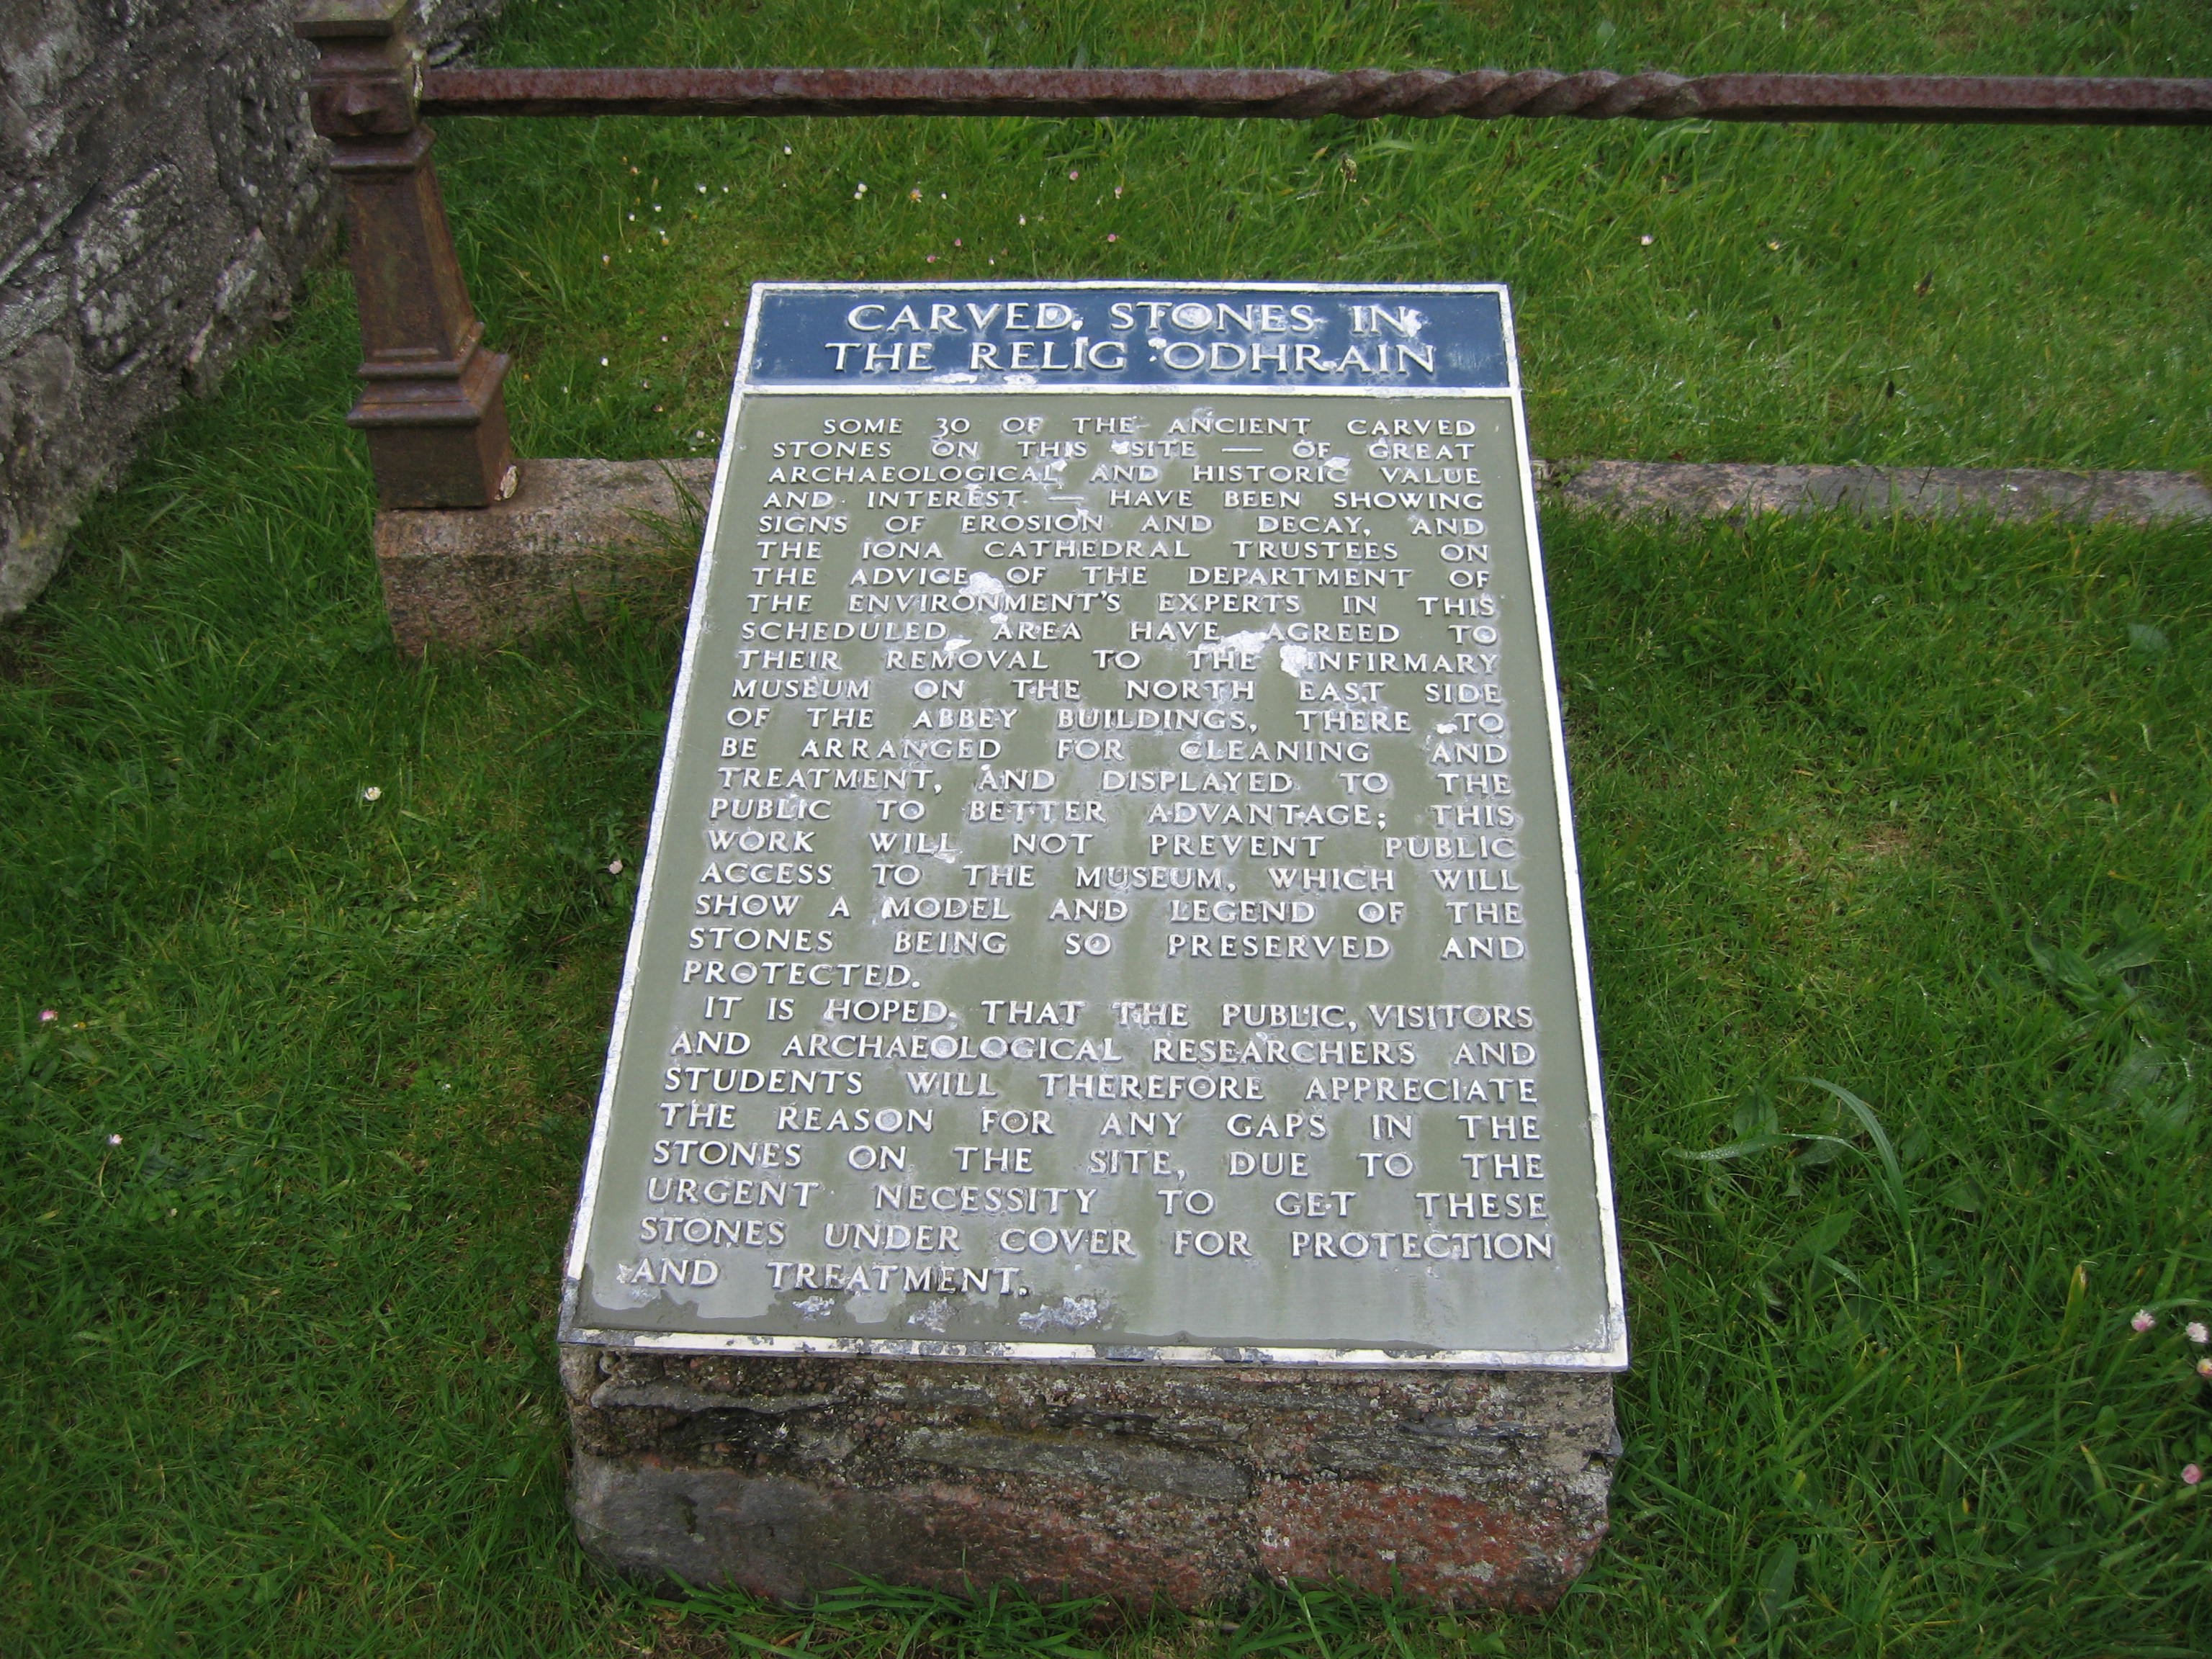 CARVED STONES IN
THE RELIG ODHRAIN
SOME 30 OF THE ANCIENT CARVED
STONES ON THIS SITE — OF GREAT
ARCHAEOLOGICAL AND HISTORIC VALUE
AND INTEREST — HAVE BEEN SHOWING
SIGNS OF EROSION AND DECAY, AND
THE IONA CATHEDRAL TRUSTEES ON
THE ADVICE OF THE DEPARTMENT OF
THE ENVIRONMENT'S EXPERTS IN THIS
SCHEDULED AREA HAVE AGREED TO
THEIR REMOVAL TO THE INFIRMARY
MUSEUM ON THE NORTH EAST SIDE
OF THE ABBEY BUILDINGS, THERE TO
BE ARRANGED FOR CLEANING AND
TREATMENT, AND DISPLAYED TO THE
PUBLIC TO BETTER ADVANTAGE; THIS
WORK WILL NOT PREVENT PUBLIC
ACCESS TO THE MUSEUM, WHICH WILL
SHOW A MODEL AND LEGEND OF THE
STONES BEING SO PRESERVED AND
PROTECTED.
IT IS HOPED THAT THE PUBLIC, VISITORS
AND ARCHAEOLOGICAL RESEARCHERS AND
STUDENTS WILL THEREFORE APPRECIATE
THE REASON FOR ANY GAPS IN THE
STONES ON THE SITE, DUE TO THE
URGENT NECESSITY TO GET THESE
STONES UNDER COVER FOR PROTECTION
AND TREATMENT.